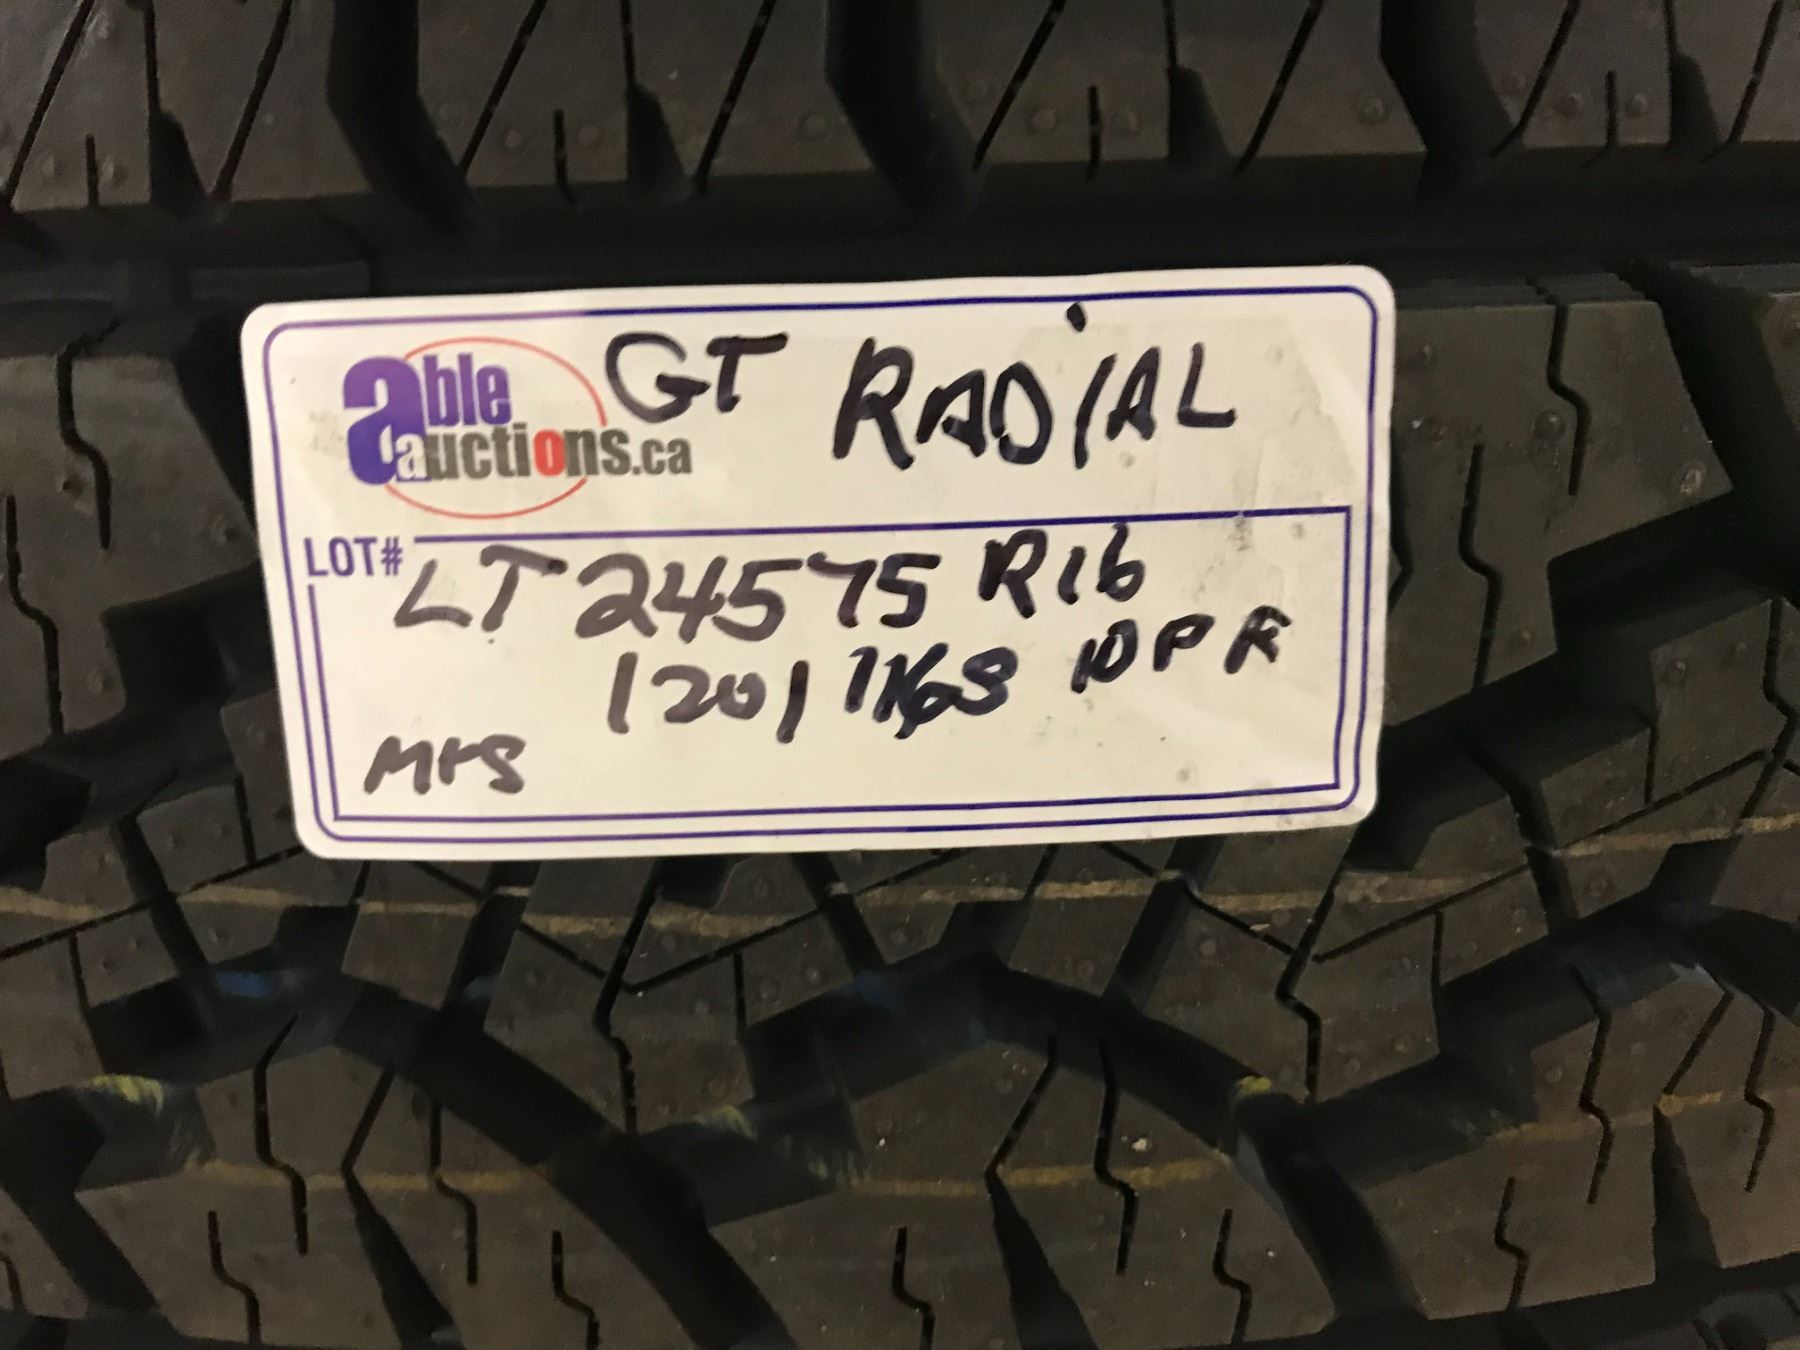 able auctions.ca
GT RADIAL
LOT#
LT 24575 R16
120/116S 10PR
M+S